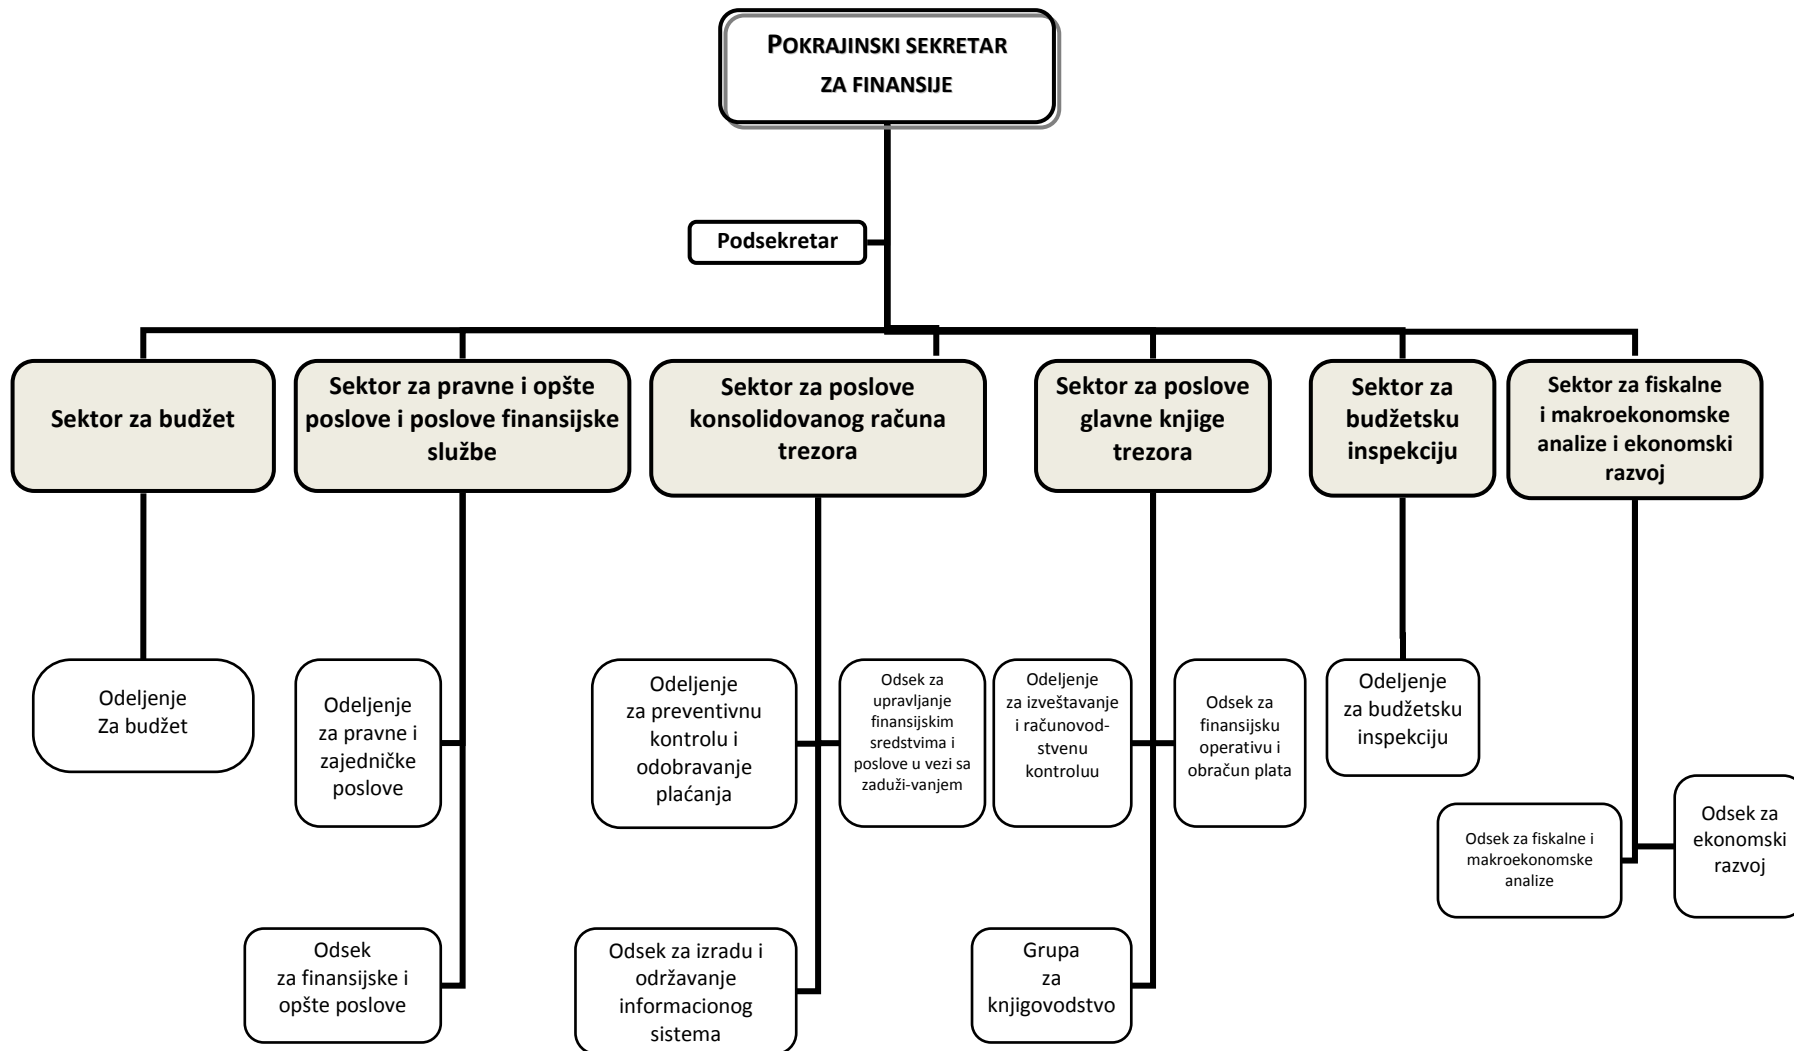 POKRAJINSKI SEKRETAR
ZA FINANSIJE
Podsekretar
Sektor za budžet
Sektor za pravne i opšte
poslove i poslove finansijske
službe
Sektor za poslove
konsolidovanog računa
trezora
Sektor za poslove
glavne knjige
trezora
Sektor za
budžetsku
inspekciju
Sektor za fiskalne
i makroekonomske
analize i ekonomski
razvoj
Odeljenje
Za budžet
Odeljenje
za pravne i
zajedničke
poslove
Odeljenje
za preventivnu
kontrolu i
odobravanje
plaćanja
Odsek za
upravljanje
finansijskim
sredstvima i
poslove u vezi sa
zaduži-vanjem
Odeljenje
za izveštavanje
i računovod-
stvenu
kontroluu
Odsek za
finansijsku
operativu i
obračun plata
Odeljenje
za budžetsku
inspekciju
Odsek za fiskalne i
makroekonomske
analize
Odsek za
ekonomski
razvoj
Odsek
za finansijske i
opšte poslove
Odsek za izradu i
održavanje
informacionog
sistema
Grupa
za
knjigovodstvo